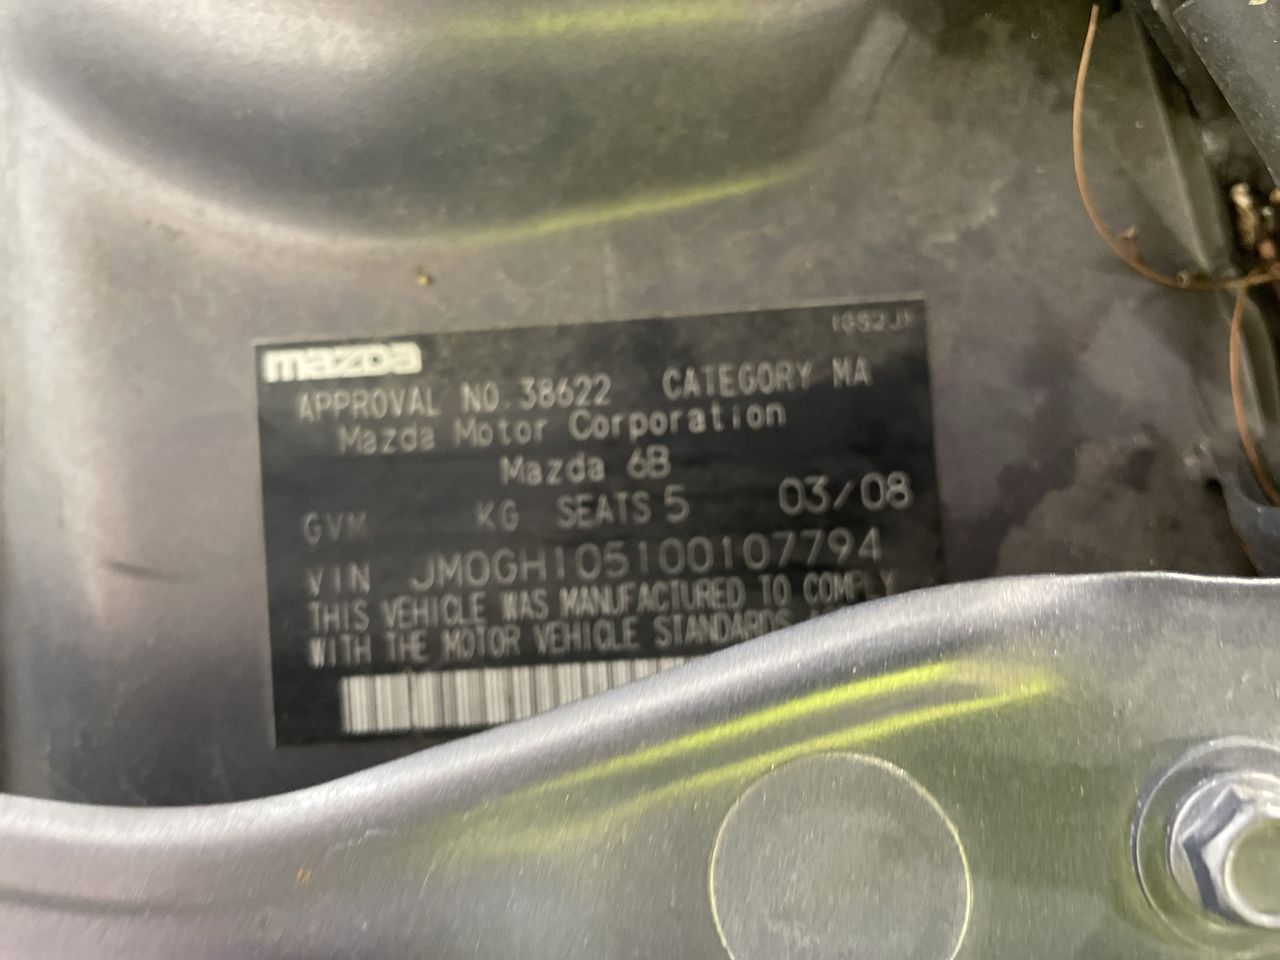 (GS2J)
mazda
APPROVAL NO. 38622 CATEGORY MA
Mazda Motor Corporation
Mazda 6B
GVM KG SEATS 5 03/08
VIN JM0GH105100107794
THIS VEHICLE WAS MANUFACTURED TO COMPLY
WITH THE MOTOR VEHICLE STANDARDS